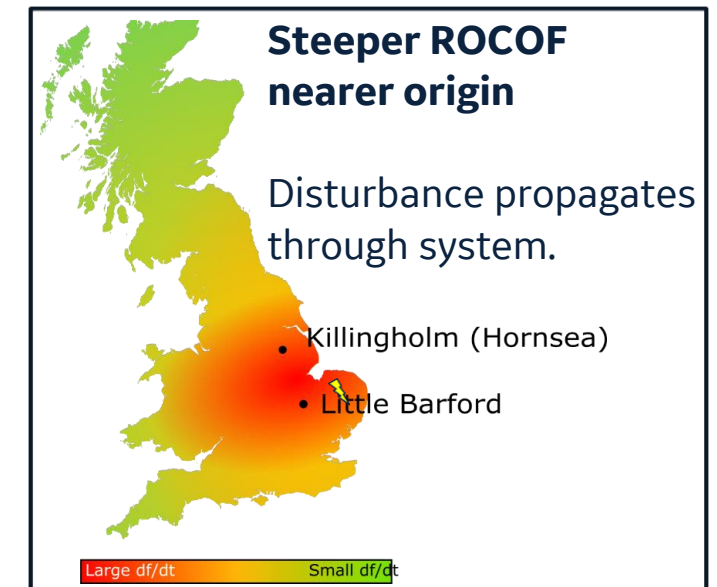 Steeper ROCOF
nearer origin
Disturbance propagates
through system.
Killingholm (Hornsea)
Little Barford
Large df/dt
Small df/dt